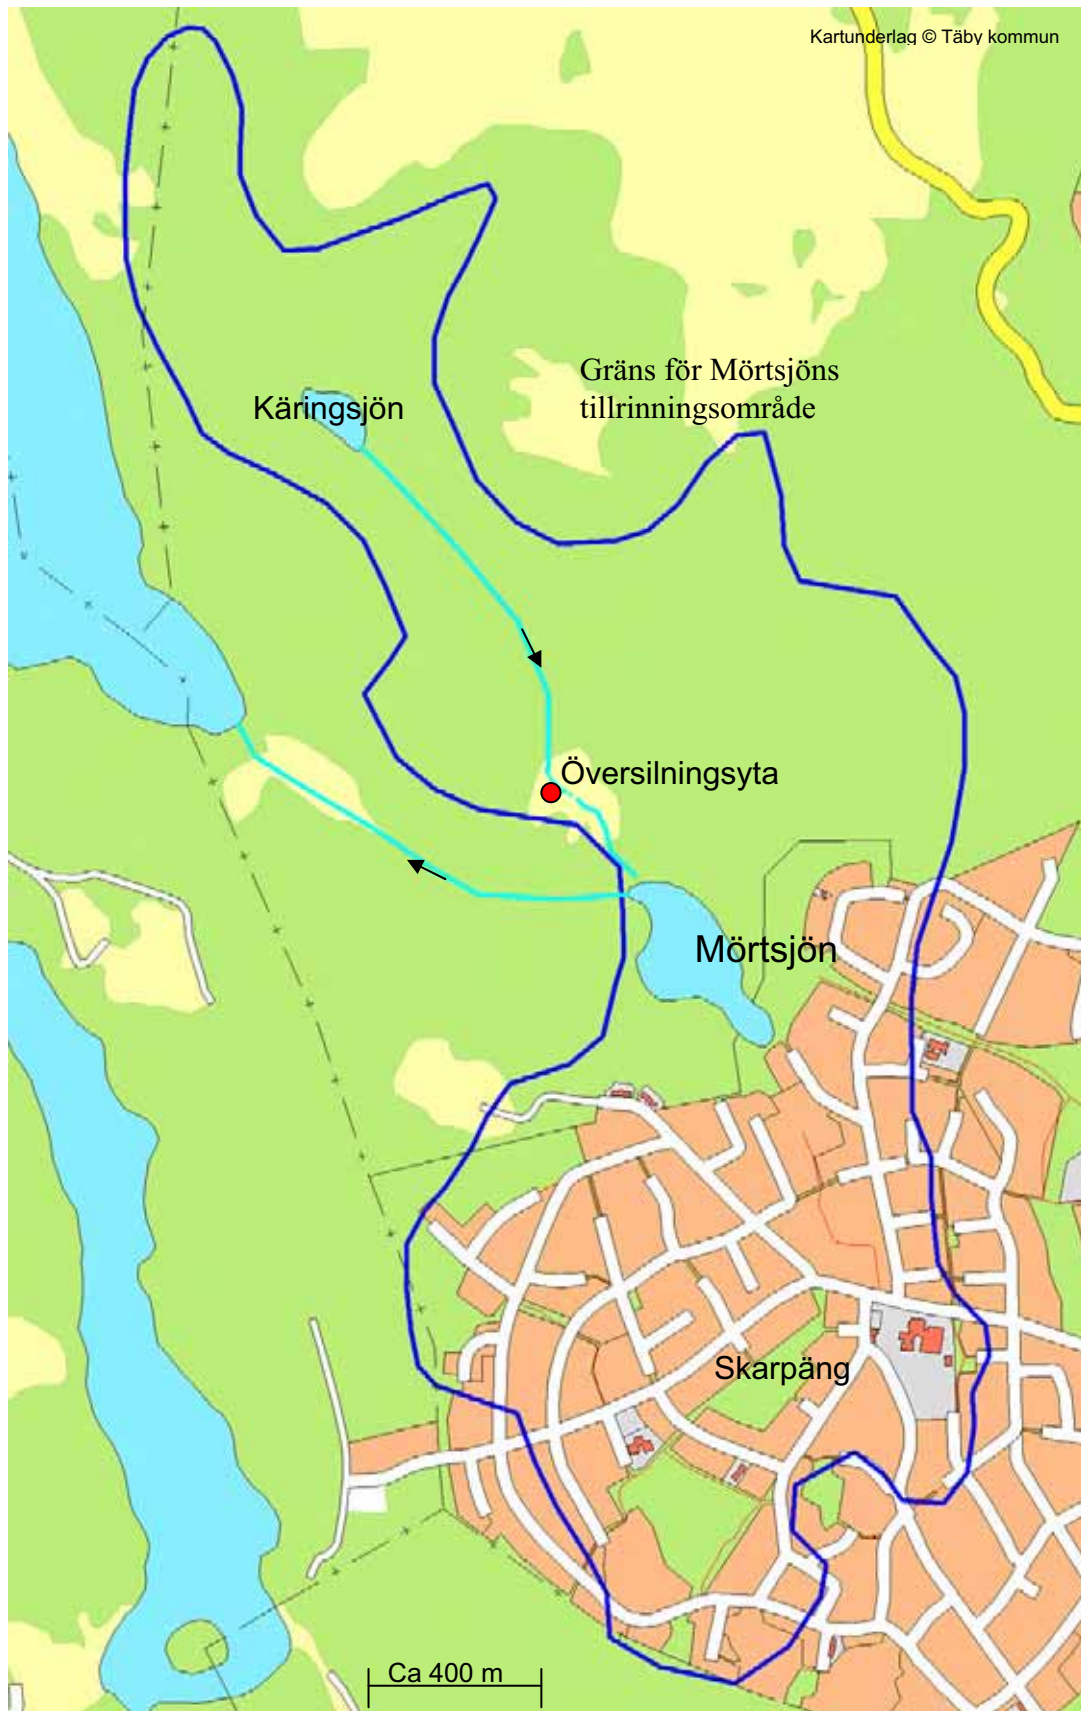 Kartunderlag © Täby kommun
Gräns för Mörtsjöns
tillrinningsområde
Käringsjön
Översilningsyta
Mörtsjön
Skarpäng
Ca 400 m